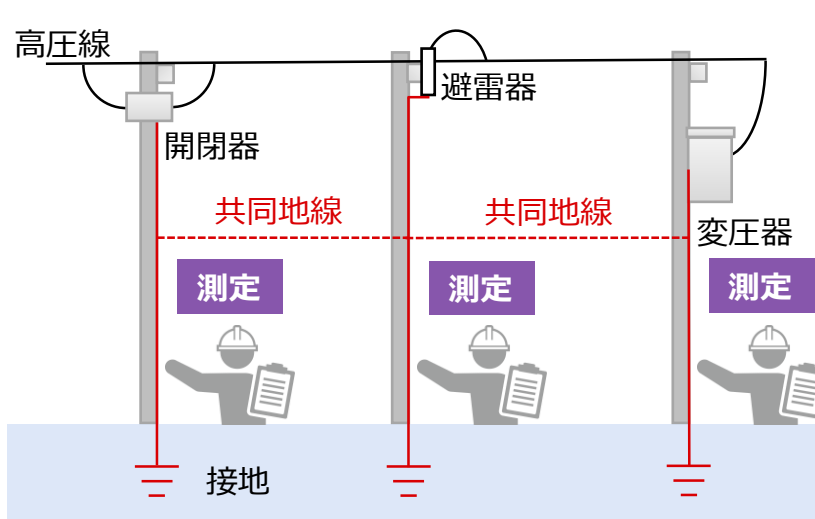 高圧線
避雷器
開閉器
共同地線
共同地線
変圧器
測定
測定
測定
接地